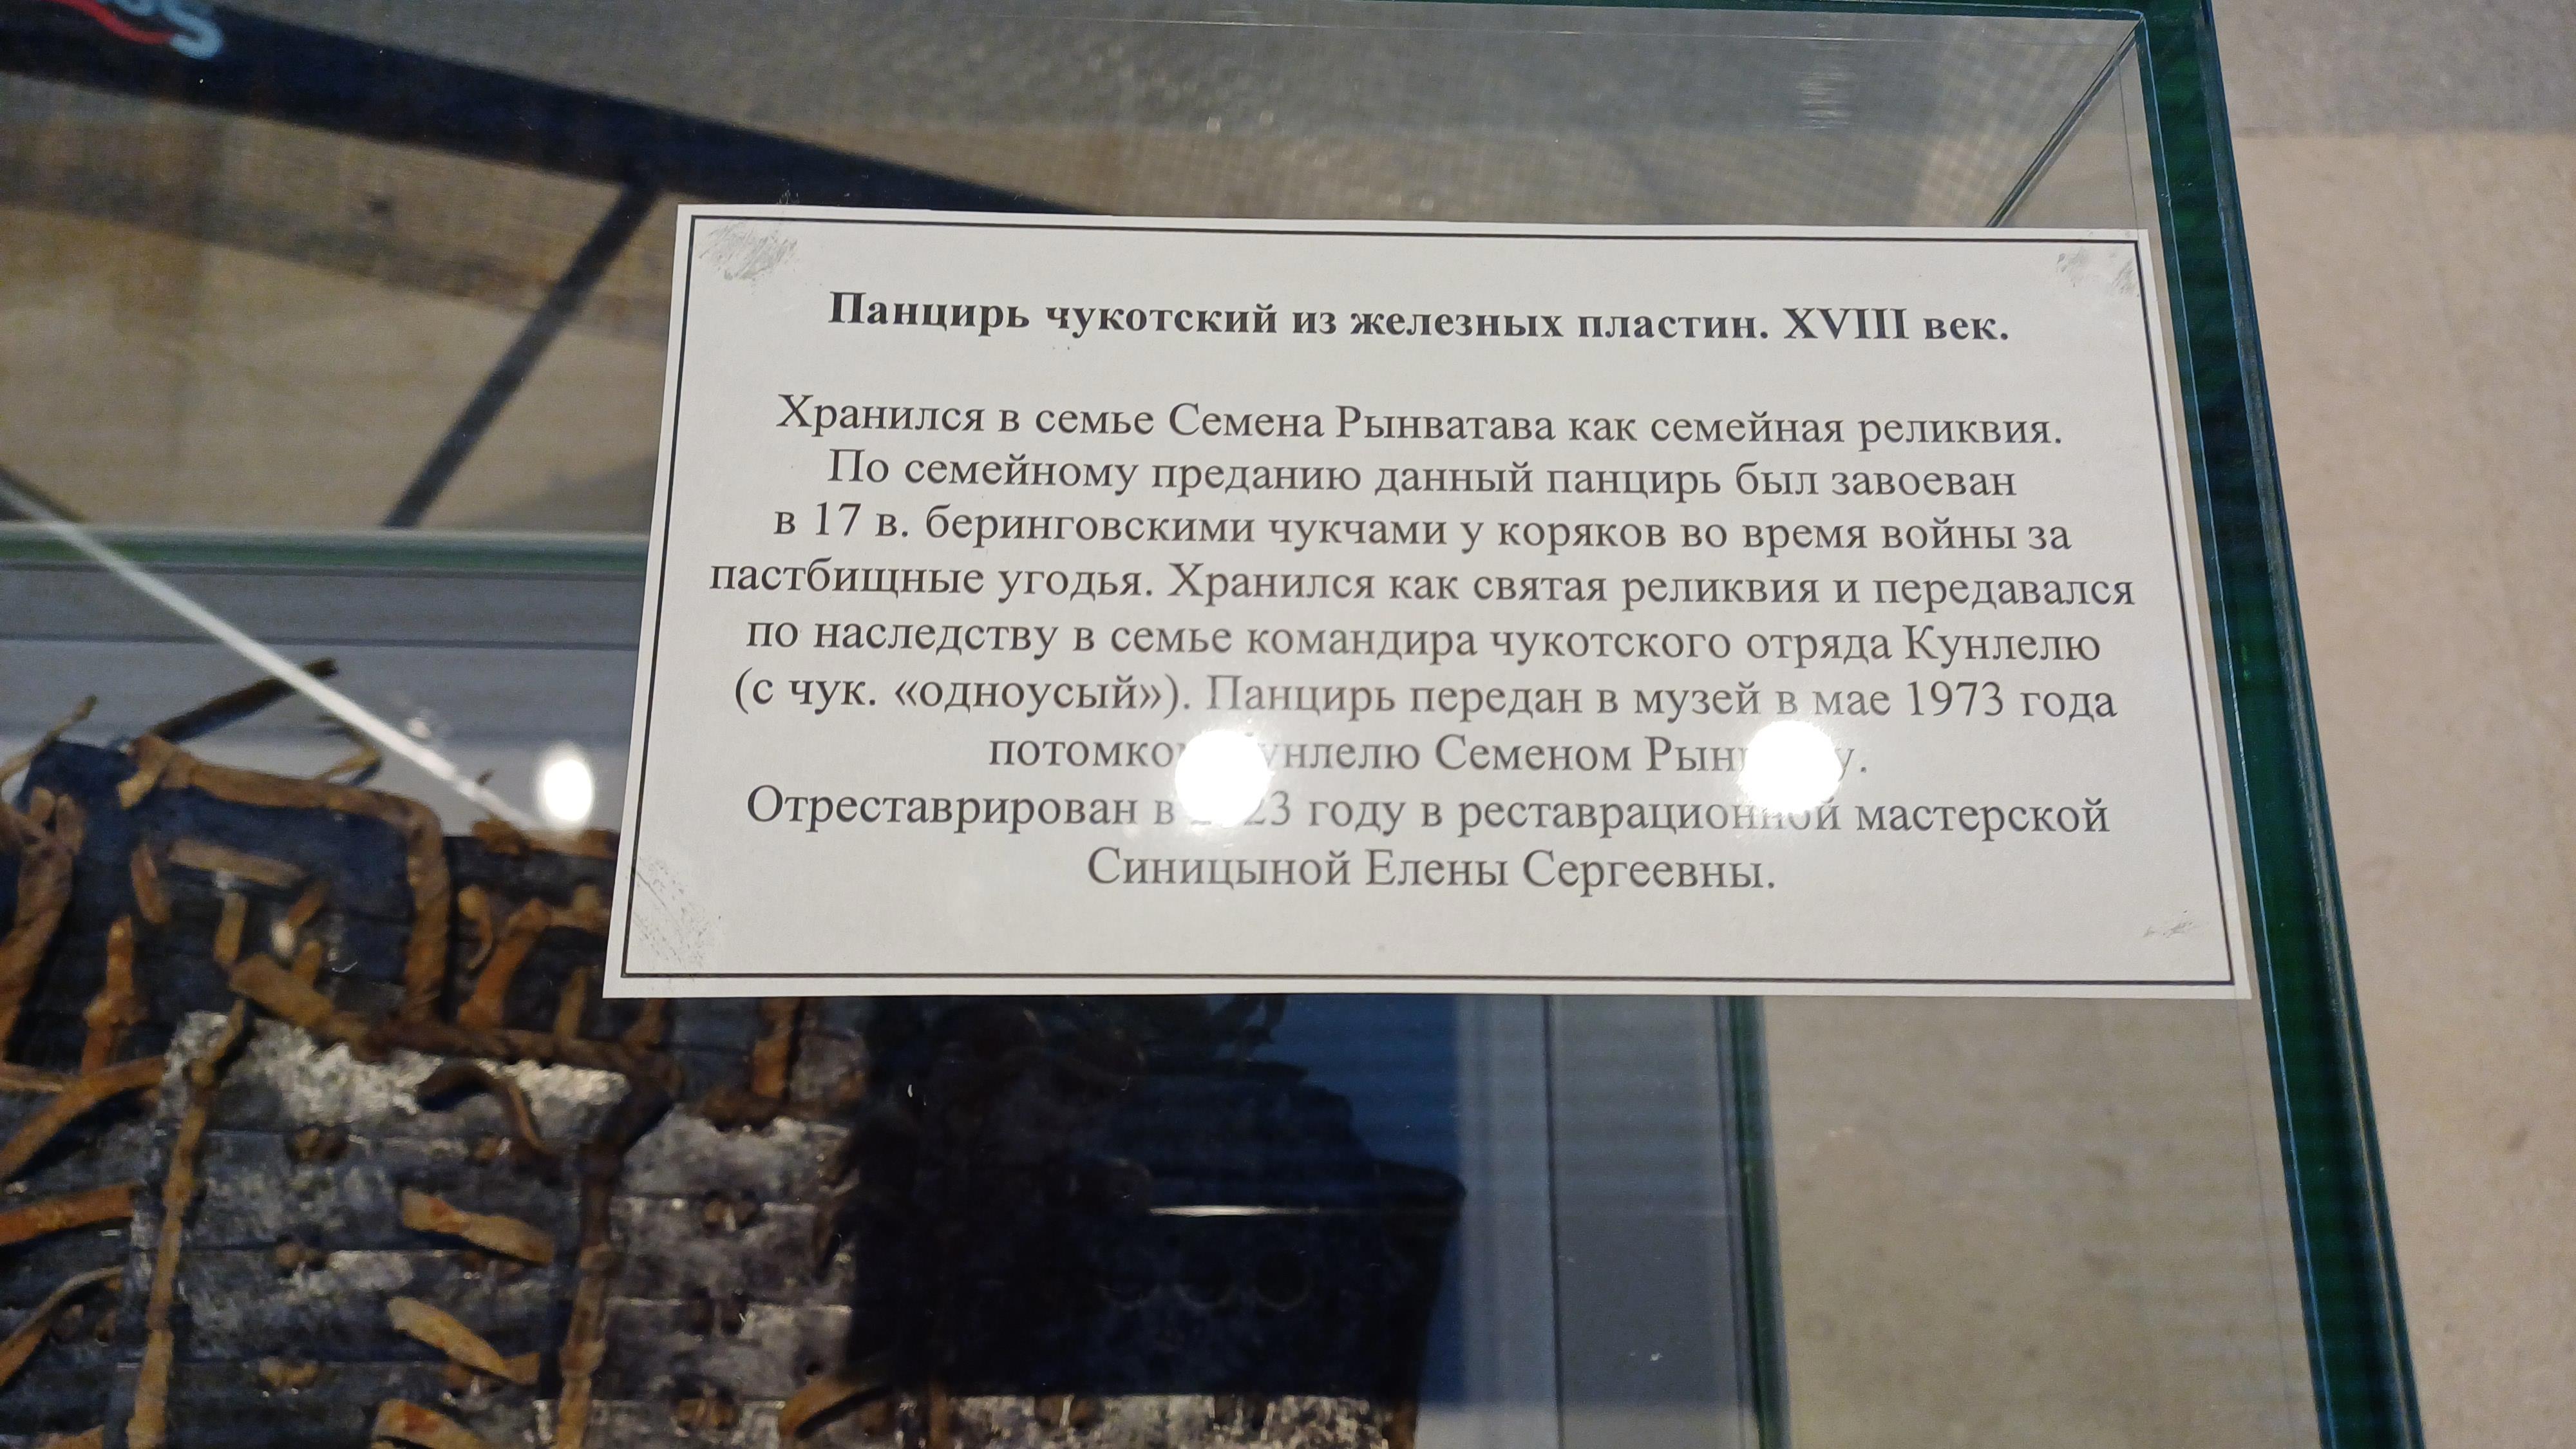 Панцирь чукотский из железных пластин. XVIII век.
Хранился в семье Семена Рынватава как семейная реликвия.
По семейному преданию данный панцирь был завоеван
в 17 в. беринговскими чукчами у коряков во время войны за
пастбищные угодья. Хранился как святая реликвия и передавался
по наследству в семье командира чукотского отряда Кунлелю
(с чук. «одноусый»). Панцирь передан в музей в мае 1973 года
потомком Кунлелю Семеном
Отреставрирован в году в реставрационной мастерской
Синицыной Елены Сергеевны.